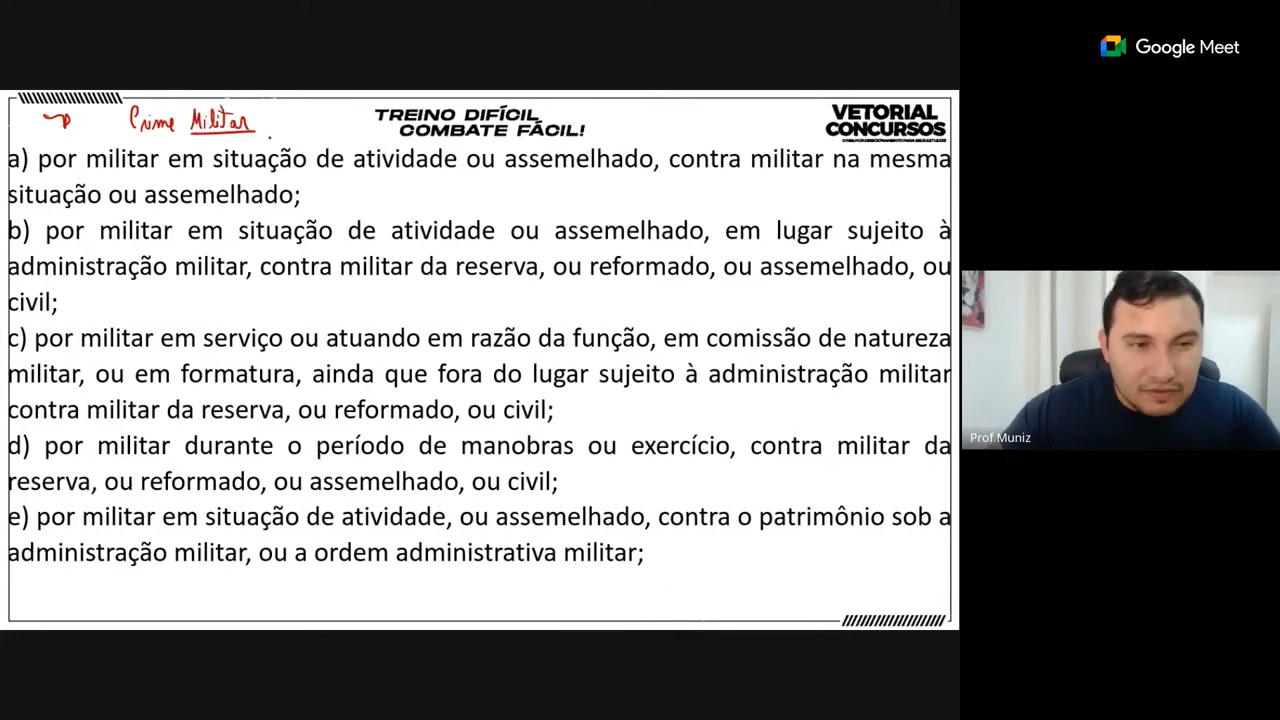 Google Meet
Crime Militar
TREINO DIFÍCIL
COMBATE FÁCIL!
VETORIAL
CONCURSOS
a) por militar em situação de atividade ou assemelhado, contra militar na mesma
situação ou assemelhado;
b) por militar em situação de atividade ou assemelhado, em lugar sujeito à
administração militar, contra militar da reserva, ou reformado, ou assemelhado, ou
civil;
c) por militar em serviço ou atuando em razão da função, em comissão de natureza
militar, ou em formatura, ainda que fora do lugar sujeito à administração militar
contra militar da reserva, ou reformado, ou civil;
d) por militar durante o período de manobras ou exercício, contra militar da
reserva, ou reformado, ou assemelhado, ou civil;
e) por militar em situação de atividade, ou assemelhado, contra o patrimônio sob a
administração militar, ou a ordem administrativa militar;
Prof.Muniz